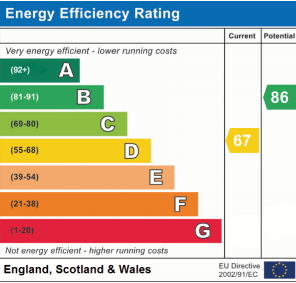 Energy Efficiency Rating
Current Potential
Very energy efficient - lower running costs
(92+) A
(81-91) B 86
(69-80) C
(55-68) D 67
(39-54) E
(21-38) F
(1-20) G
Not energy efficient - higher running costs
England, Scotland & Wales
EU Directive
2002/91/EC